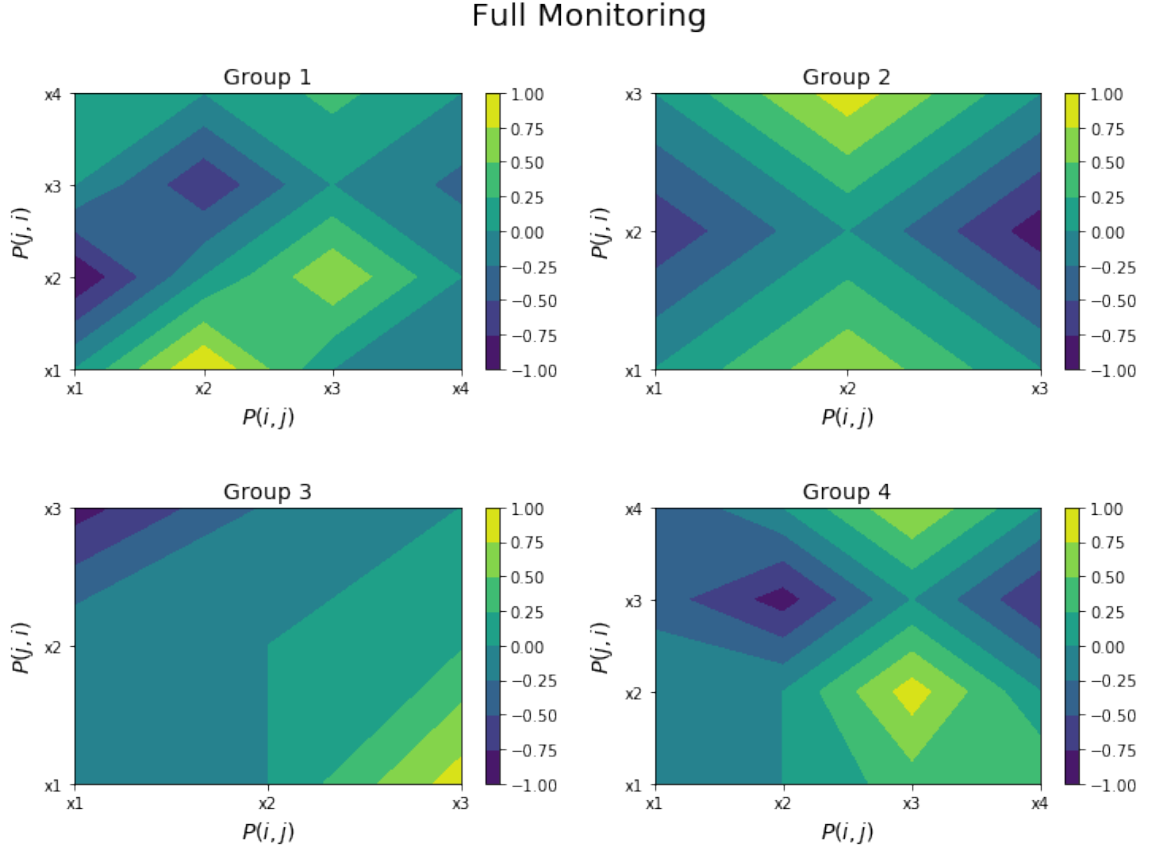 Full Monitoring
Group 1
x4
x3
x2
x1
P(j, i)
x1 x2 x3 x4
P(i, j)
1.00
0.75
0.50
0.25
0.00
−0.25
−0.50
−0.75
−1.00
Group 2
x3
x2
x1
P(j, i)
x1 x2 x3
P(i, j)
1.00
0.75
0.50
0.25
0.00
−0.25
−0.50
−0.75
−1.00
Group 3
x3
x2
x1
P(j, i)
x1 x2 x3
P(i, j)
1.00
0.75
0.50
0.25
0.00
−0.25
−0.50
−0.75
−1.00
Group 4
x4
x3
x2
x1
P(j, i)
x1 x2 x3 x4
P(i, j)
1.00
0.75
0.50
0.25
0.00
−0.25
−0.50
−0.75
−1.00